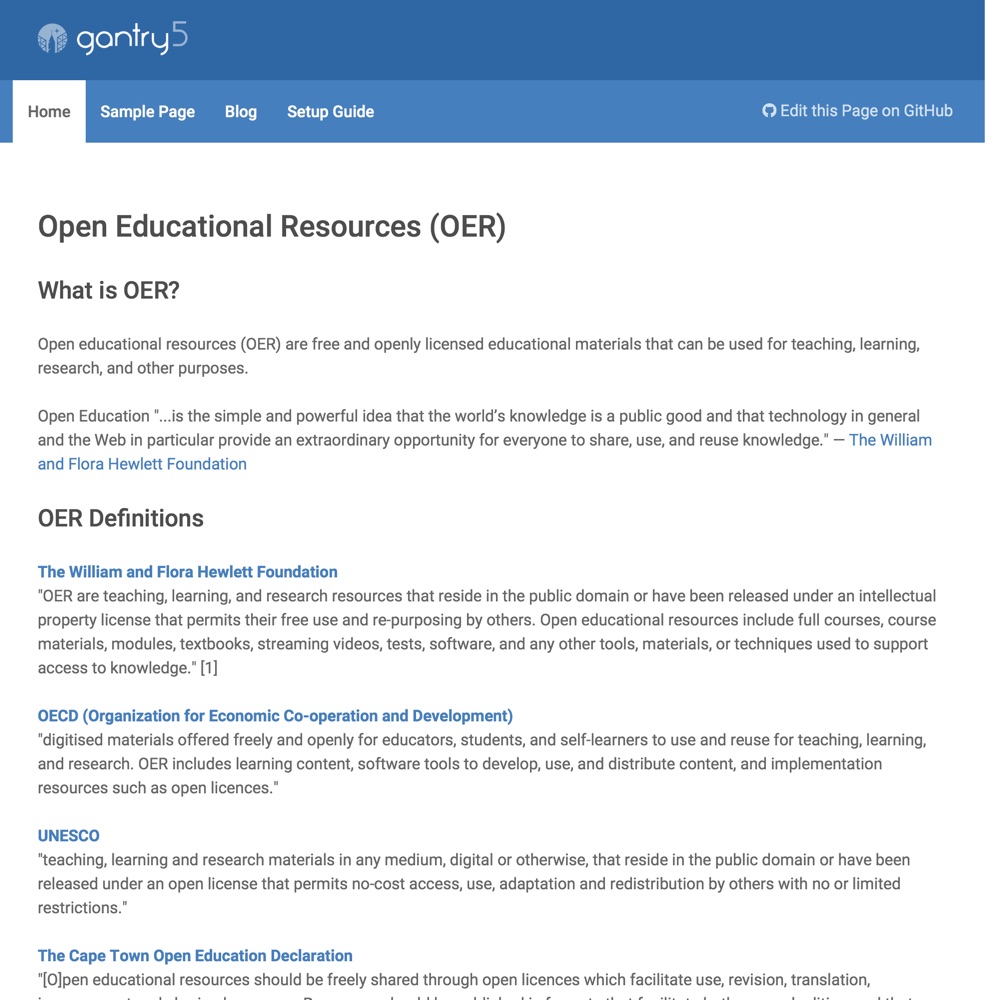 gantry5
Home Sample Page Blog Setup Guide Edit this Page on GitHub
Open Educational Resources (OER)
What is OER?
Open educational resources (OER) are free and openly licensed educational materials that can be used for teaching, learning,
research, and other purposes.
Open Education "...is the simple and powerful idea that the world’s knowledge is a public good and that technology in general
and the Web in particular provide an extraordinary opportunity for everyone to share, use, and reuse knowledge." — The William
and Flora Hewlett Foundation
OER Definitions
The William and Flora Hewlett Foundation
"OER are teaching, learning, and research resources that reside in the public domain or have been released under an intellectual
property license that permits their free use and re-purposing by others. Open educational resources include full courses, course
materials, modules, textbooks, streaming videos, tests, software, and any other tools, materials, or techniques used to support
access to knowledge." [1]
OECD (Organization for Economic Co-operation and Development)
"digitised materials offered freely and openly for educators, students, and self-learners to use and reuse for teaching, learning,
and research. OER includes learning content, software tools to develop, use, and distribute content, and implementation
resources such as open licences."
UNESCO
"teaching, learning and research materials in any medium, digital or otherwise, that reside in the public domain or have been
released under an open license that permits no-cost access, use, adaptation and redistribution by others with no or limited
restrictions."
The Cape Town Open Education Declaration
"[O]pen educational resources should be freely shared through open licences which facilitate use, revision, translation,